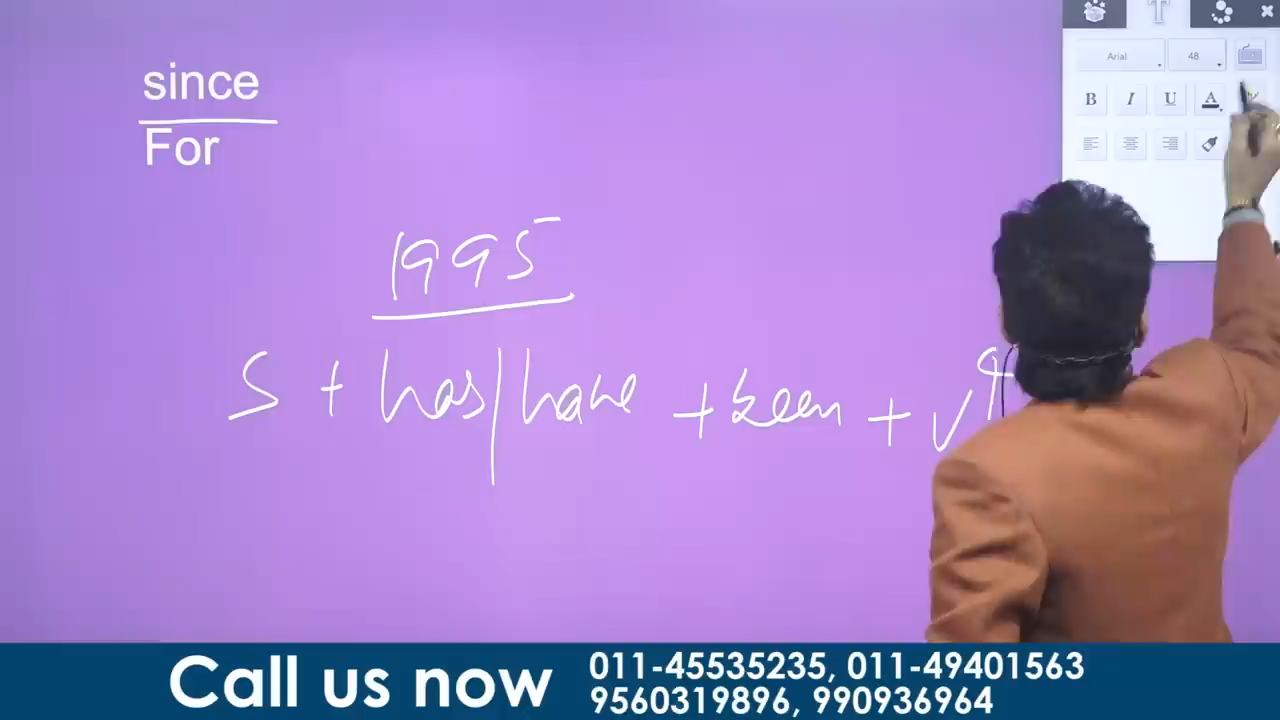 Arial 48
B I U A
since
For
1995
S + has/have + been + v4
Call us now
011-45535235, 011-49401563
9560319896, 990936964